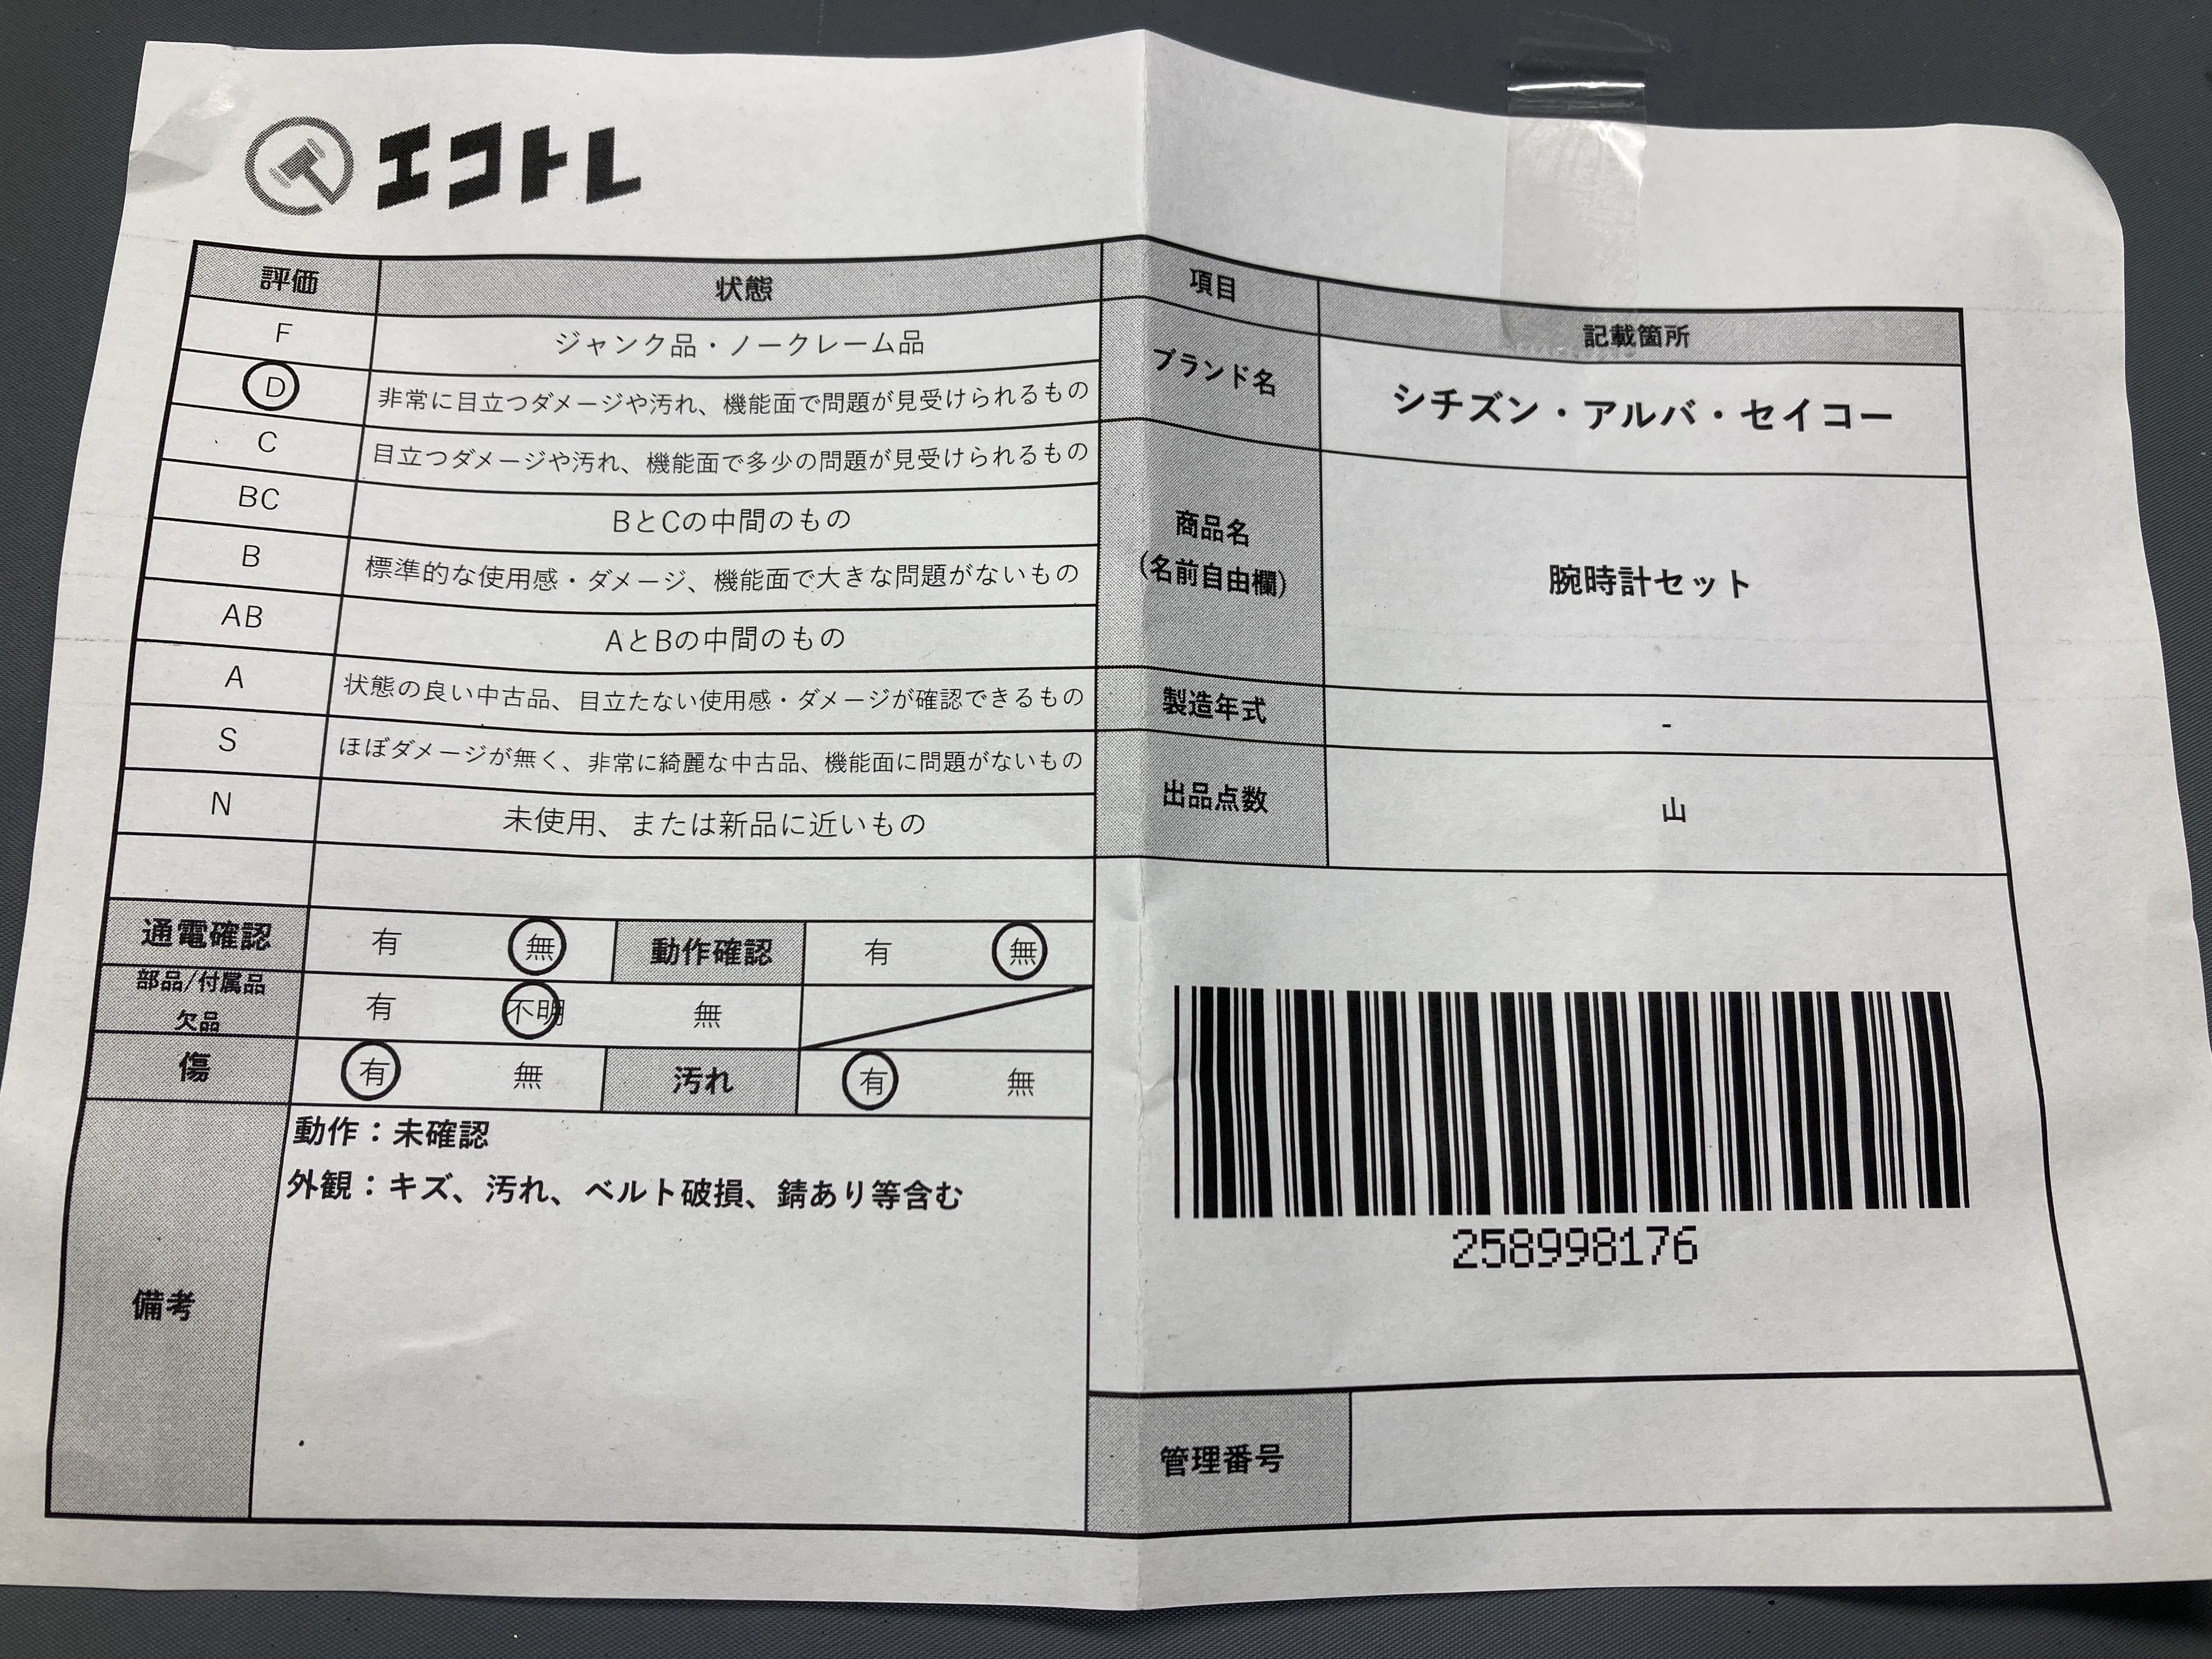 エコトレ
評価 状態
F ジャンク品・ノークレーム品
D 非常に目立つダメージや汚れ、機能面で問題が見受けられるもの
C 目立つダメージや汚れ、機能面で多少の問題が見受けられるもの
BC BとCの中間のもの
B 標準的な使用感・ダメージ、機能面で大きな問題がないもの
AB AとBの中間のもの
A 状態の良い中古品、目立たない使用感・ダメージが確認できるもの
S ほぼダメージが無く、非常に綺麗な中古品、機能面に問題がないもの
N 未使用、または新品に近いもの
通電確認 有 無 動作確認 有 無
部品/付属品
欠品 有 不明 無
傷 有 無 汚れ 有 無
備考
動作：未確認
外観：キズ、汚れ、ベルト破損、錆あり等含む
項目 記載箇所
ブランド名 シチズン・アルバ・セイコー
商品名
（名前自由欄） 腕時計セット
製造年式 -
出品点数 山
258998176
管理番号